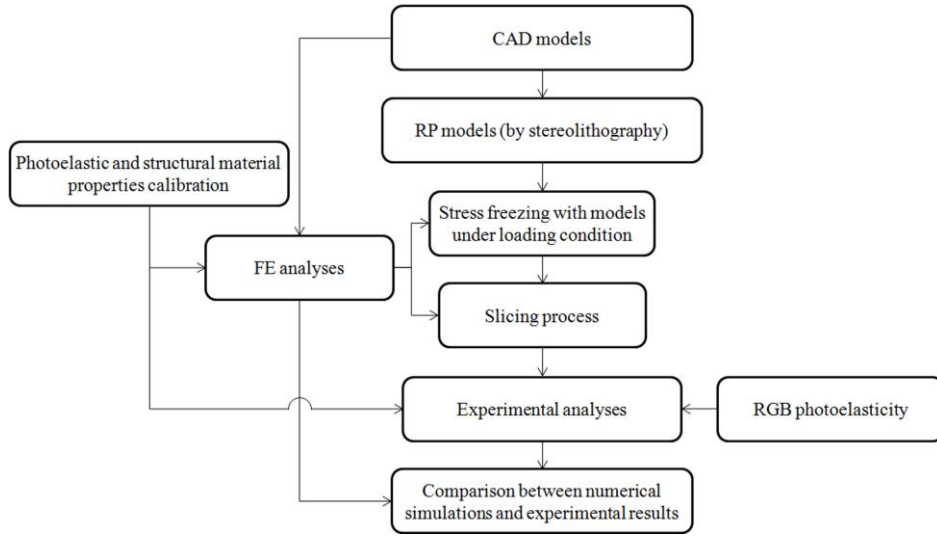 CAD models
RP models (by stereolithography)
Photoelastic and structural material
properties calibration
Stress freezing with models
under loading condition
FE analyses
Slicing process
Experimental analyses
RGB photoelasticity
Comparison between numerical
simulations and experimental results